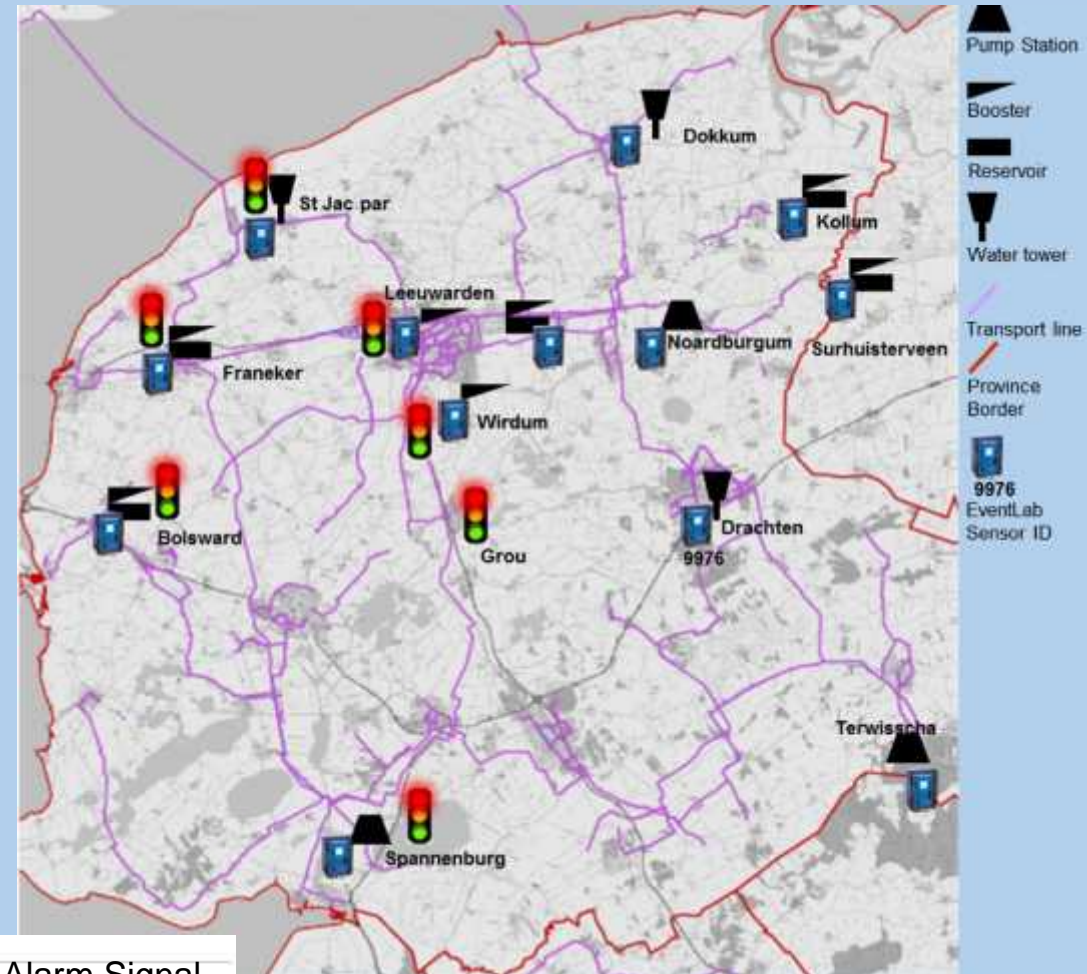 Dokkum
St Jac par
Kollum
Leeuwarden
Noardburgum
Surhuisterveen
Franeker
Wirdum
Bolsward
Grou
Drachten
9976
Terwisscha
Spannenburg
Pump Station
Booster
Reservoir
Water tower
Transport line
Province
Border
9976
EventLab
Sensor ID
Alarm Signal